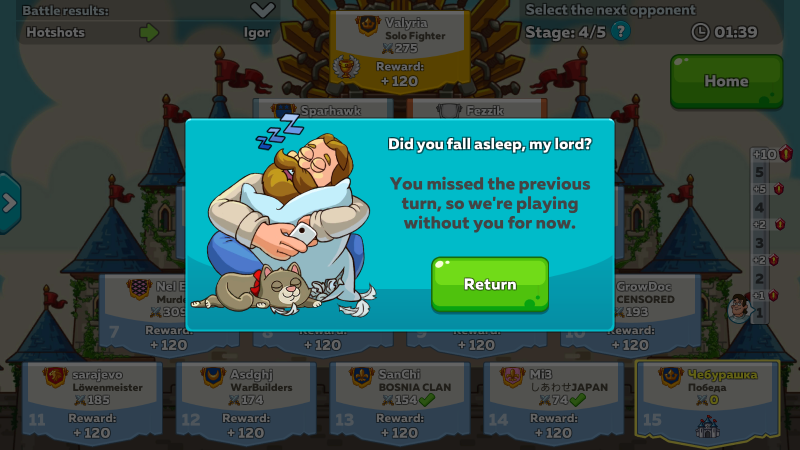 Battle results:
Hotshots
Igor
Valyria
Solo Fighter
275
Reward:
+120
Select the next opponent
Stage: 4/5 ?
01:39
Home
Sparhawk
Fezzik
zzz
Did you fall asleep, my lord?
You missed the previous
turn, so we're playing
without you for now.
Return
+10
5
+5
4
+2
3
+2
2
+1
1
Nel
309
GrowDoc
CENSORED
193
7
8
9
10
Reward:
+120
Reward:
+120
Reward:
+120
Reward:
+120
sarajevo
Löwenmeister
185
11
Reward:
+120
Asdghj
WarBuilders
174
12
Reward:
+120
SanChi
BOSNIA CLAN
154
13
Reward:
+120
Mi3
しあわせJAPAN
74
14
Reward:
+120
Чебурашка
Победа
0
15